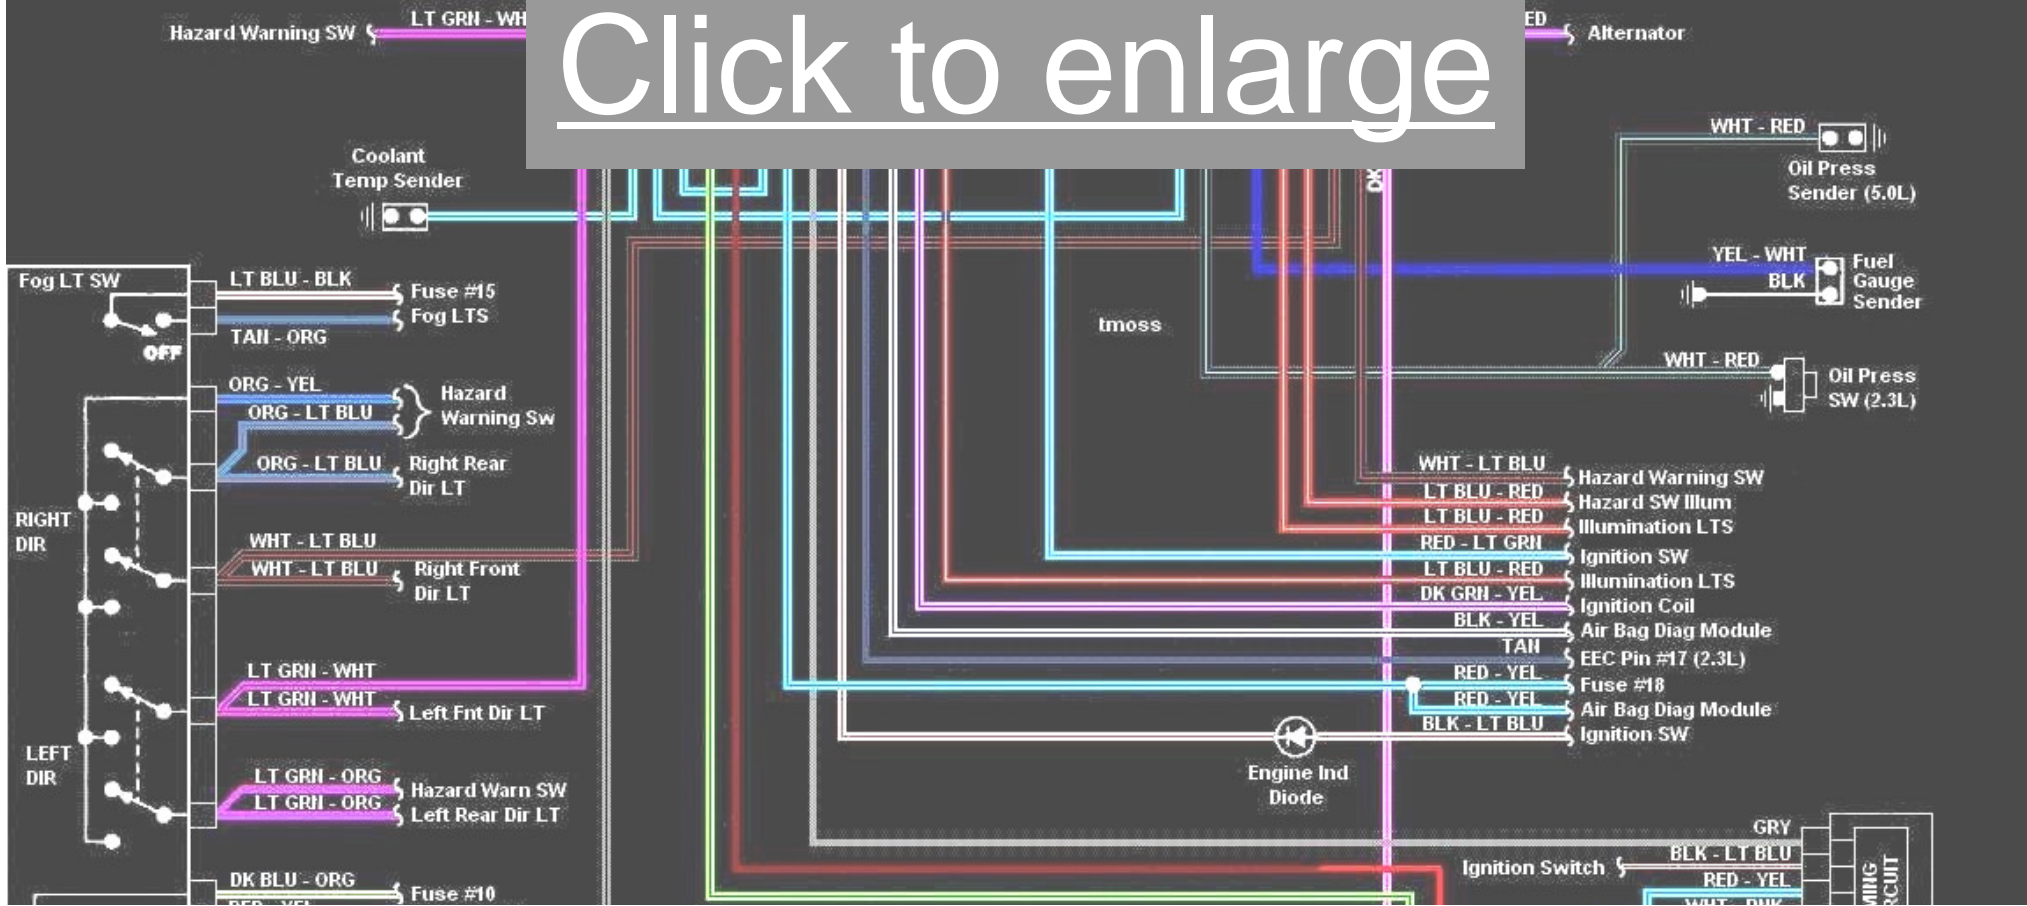 Click to enlarge
Hazard Warning SW
LT GRN - WH
ED
Alternator
Coolant
Temp Sender
DK
WHT - RED
Oil Press
Sender (5.0L)
YEL - WHT
BLK
Fuel
Gauge
Sender
tmoss
WHT - RED
Oil Press
SW (2.3L)
Fog LT SW
OFF
LT BLU - BLK
Fuse #15
Fog LTS
TAN - ORG
ORG - YEL
ORG - LT BLU
Hazard
Warning Sw
ORG - LT BLU
Right Rear
Dir LT
RIGHT
DIR
WHT - LT BLU
WHT - LT BLU
Right Front
Dir LT
LT GRN - WHT
LT GRN - WHT
Left Fnt Dir LT
LEFT
DIR
LT GRN - ORG
Hazard Warn SW
LT GRN - ORG
Left Rear Dir LT
DK BLU - ORG
Fuse #10
RED - YEL
WHT - LT BLU
Hazard Warning SW
LT BLU - RED
Hazard SW Illum
LT BLU - RED
Illumination LTS
RED - LT GRN
Ignition SW
LT BLU - RED
Illumination LTS
DK GRN - YEL
Ignition Coil
BLK - YEL
Air Bag Diag Module
TAN
EEC Pin #17 (2.3L)
RED - YEL
Fuse #18
RED - YEL
Air Bag Diag Module
BLK - LT BLU
Ignition SW
Engine Ind
Diode
GRY
Ignition Switch
BLK - LT BLU
RED - YEL
WHT - PNK
MING
RCUIT